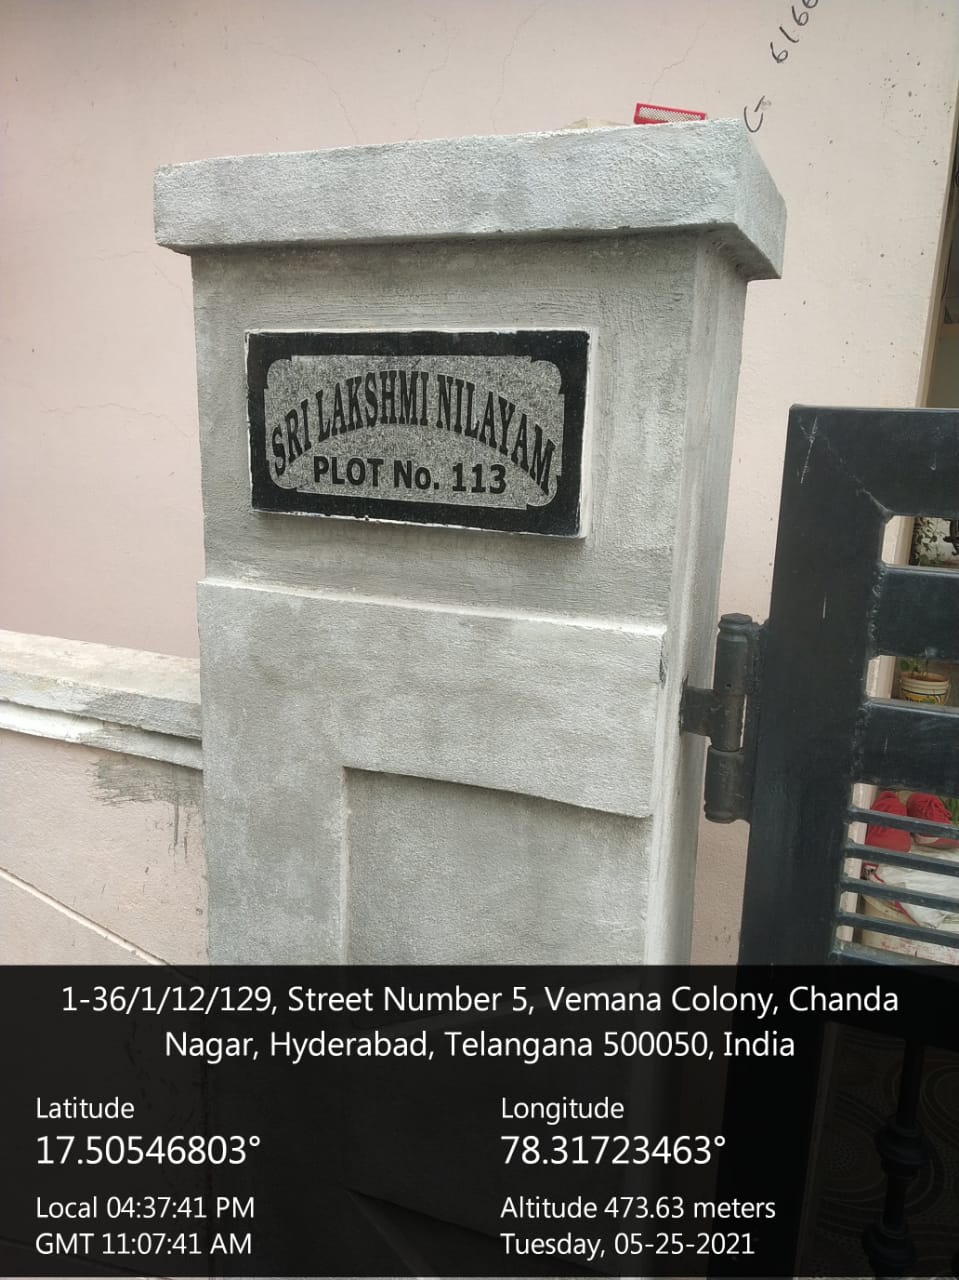 G 6166
SRI LAKSHMI NILAYAM
PLOT No. 113
1-36/1/12/129, Street Number 5, Vemana Colony, Chanda
Nagar, Hyderabad, Telangana 500050, India
Latitude
17.50546803°
Longitude
78.31723463°
Local 04:37:41 PM
GMT 11:07:41 AM
Altitude 473.63 meters
Tuesday, 05-25-2021